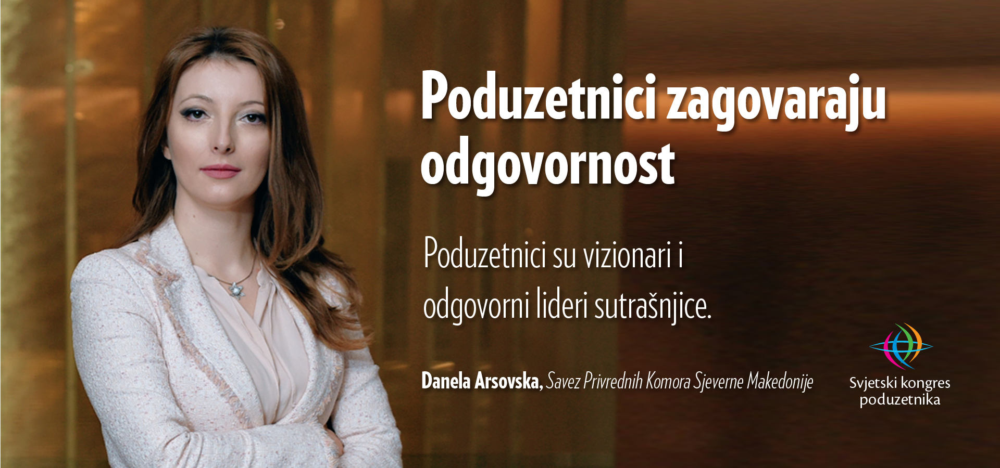 Poduzetnici zagovaraju
odgovornost
Poduzetnici su vizionari i
odgovorni lideri sutrašnjice.
Danela Arsovska, Savez Privrednih Komora Sjeverne Makedonije
Svjetski kongres
poduzetnika